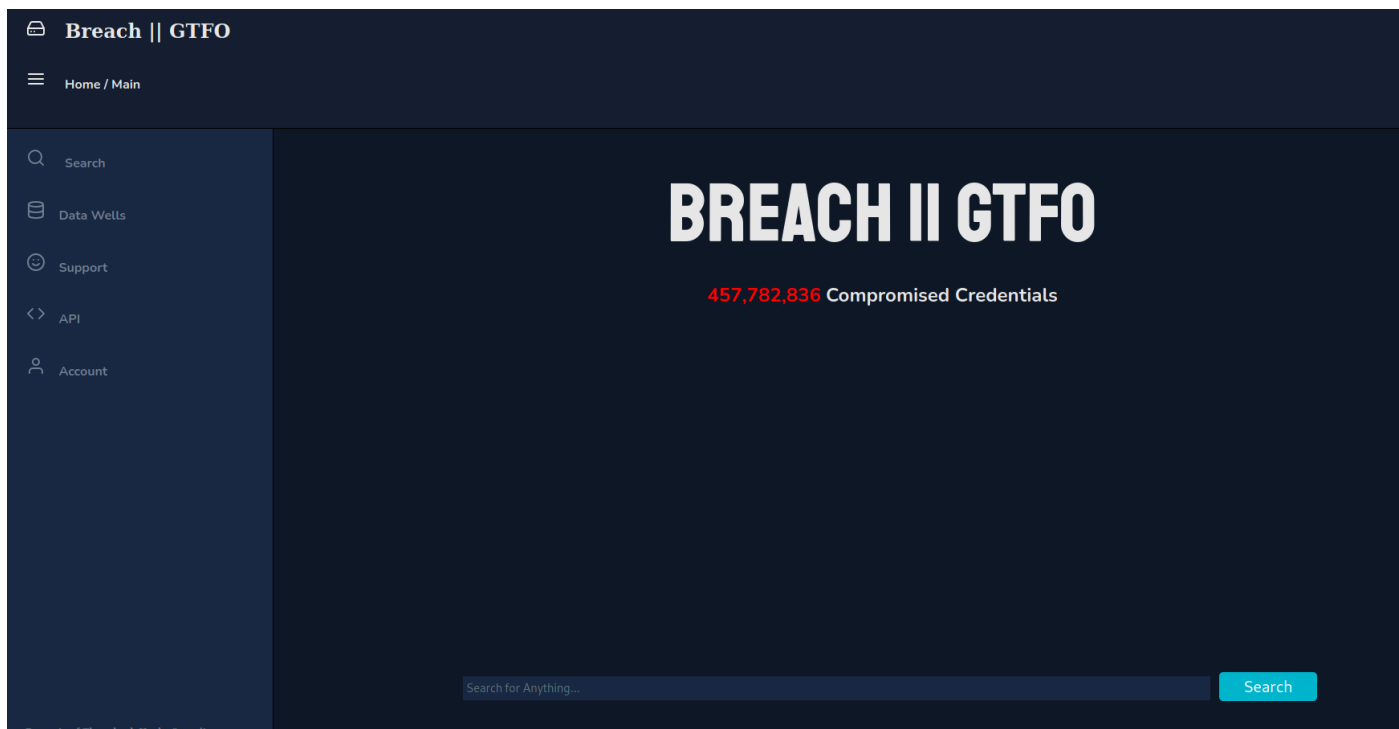 Breach || GTFO
Home / Main
Search
Data Wells
Support
API
Account
BREACH II GTFO
457,782,836 Compromised Credentials
Search for Anything...
Search